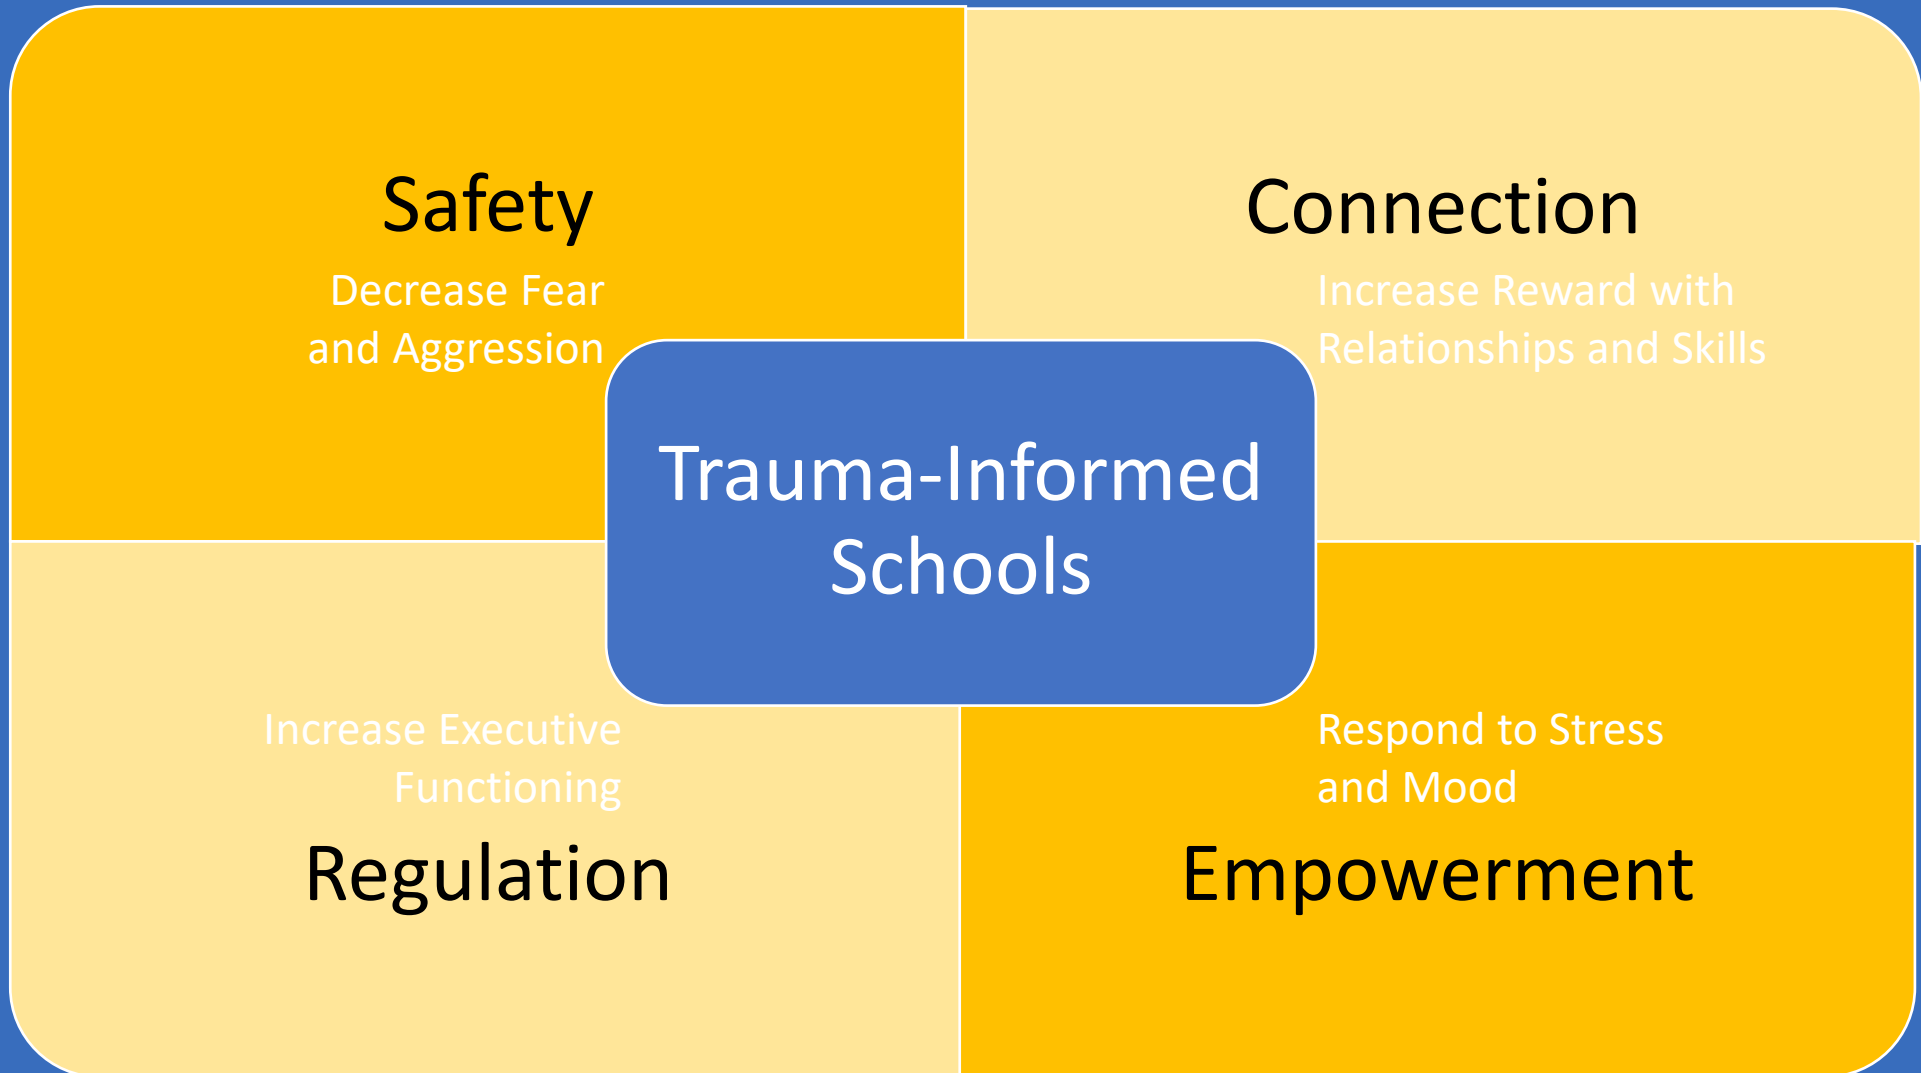 Safety
Decrease Fear
and Aggression
Connection
Increase Reward with
Relationships and Skills
Trauma-Informed
Schools
Increase Executive
Functioning
Regulation
Respond to Stress
and Mood
Empowerment